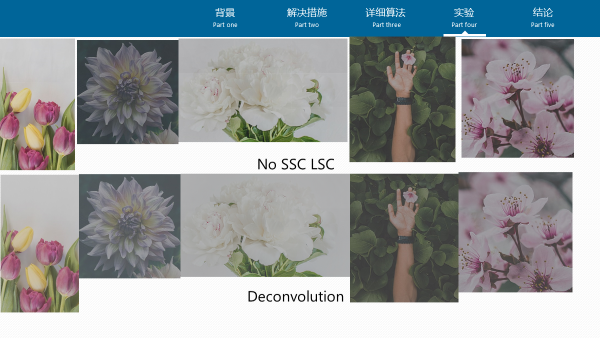 背景
Part one
解决措施
Part two
详细算法
Part three
实验
Part four
结论
Part five
No SSC LSC
Deconvolution